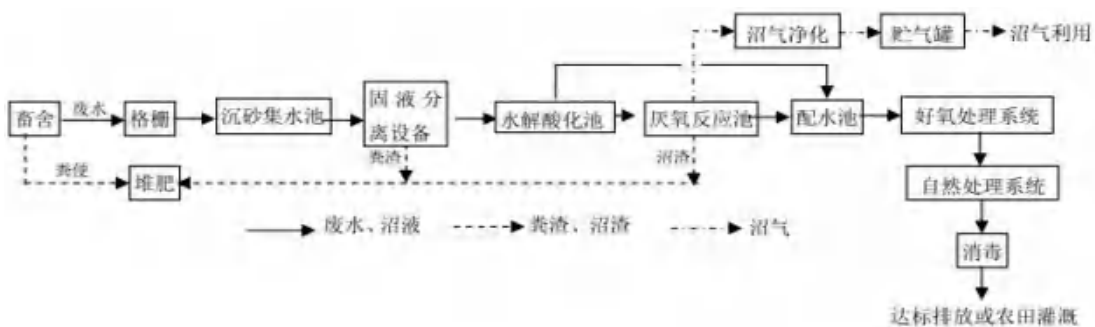 沼气净化
贮气罐
沼气利用
畜舍
废水
格栅
沉砂集水池
固液分
离设备
水解酸化池
厌氧反应池
配水池
好氧处理系统
粪便
堆肥
粪渣
沼渣
自然处理系统
废水、沼液
粪渣、沼渣
沼气
消毒
达标排放或农田灌溉